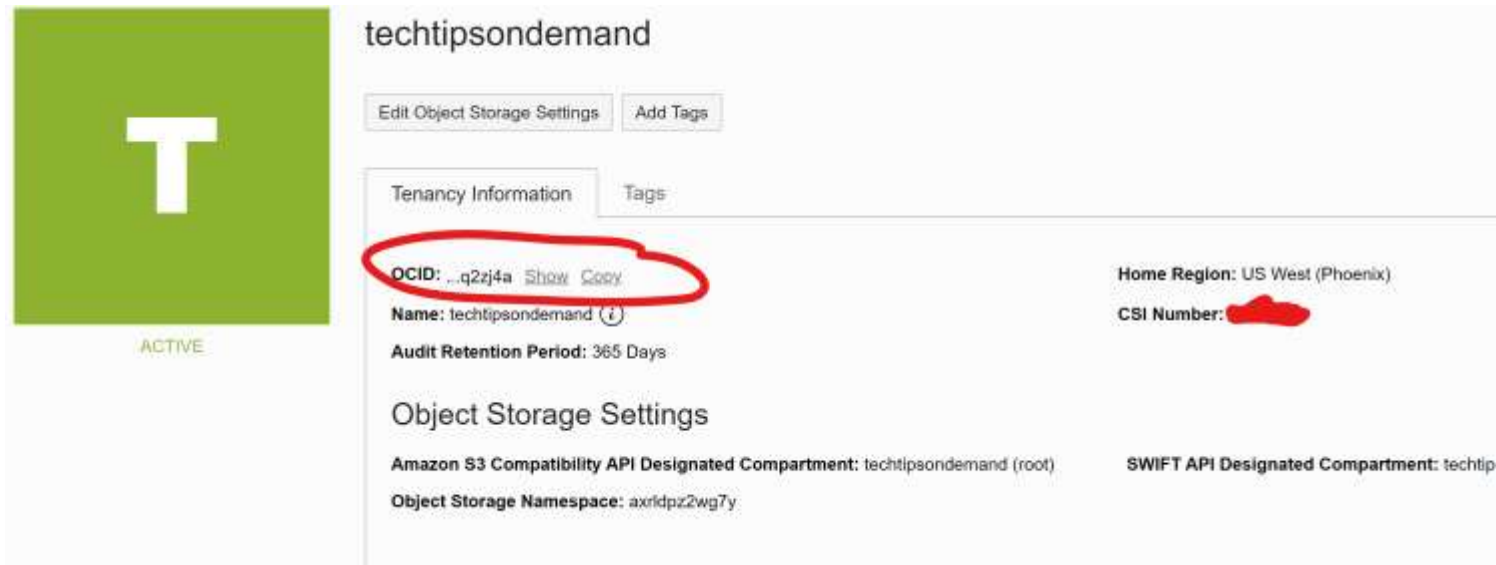 T
ACTIVE
techtipsondemand
Edit Object Storage Settings Add Tags
Tenancy Information Tags
OCID: ...q2zj4a Show Copy Home Region: US West (Phoenix)
Name: techtipsondemand i CSI Number:
Audit Retention Period: 365 Days
Object Storage Settings
Amazon S3 Compatibility API Designated Compartment: techtipsondemand (root) SWIFT API Designated Compartment: techtip
Object Storage Namespace: axrldpz2wg7y